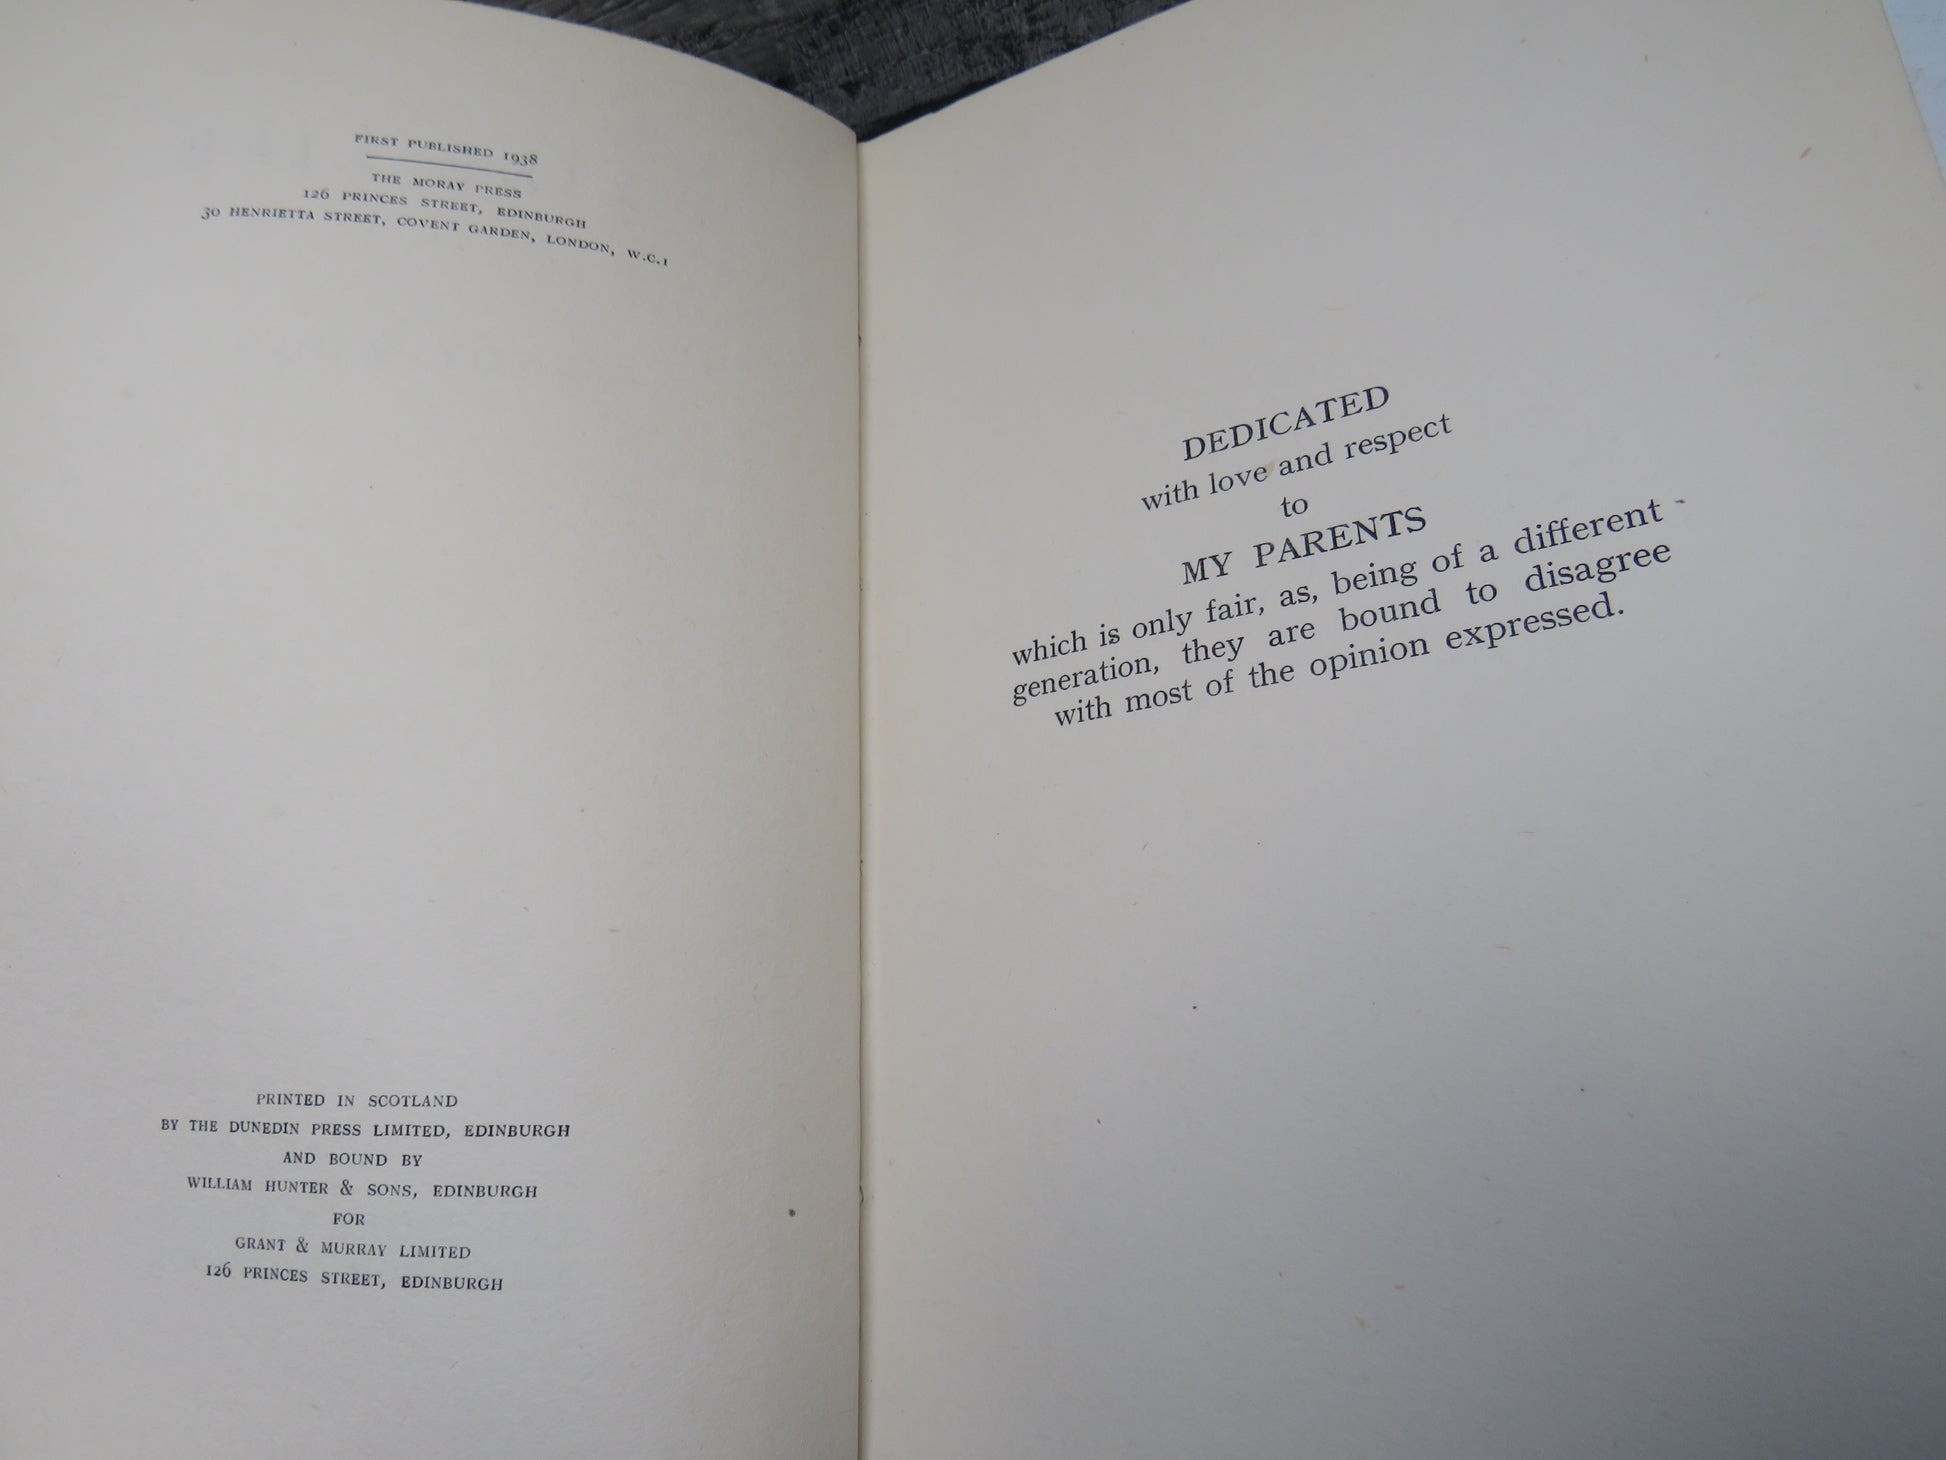 FIRST PUBLISHED 1938
THE MORAY PRESS
126 PRINCES STREET, EDINBURGH
30 HENRIETTA STREET, COVENT GARDEN, LONDON, W.C.1
PRINTED IN SCOTLAND
BY THE DUNEDIN PRESS LIMITED, EDINBURGH
AND BOUND BY
WILLIAM HUNTER & SONS, EDINBURGH
FOR
GRANT & MURRAY LIMITED
126 PRINCES STREET, EDINBURGH
DEDICATED
with love and respect
to
MY PARENTS
which is only fair, as, being of a different
generation, they are bound to disagree
with most of the opinion expressed.